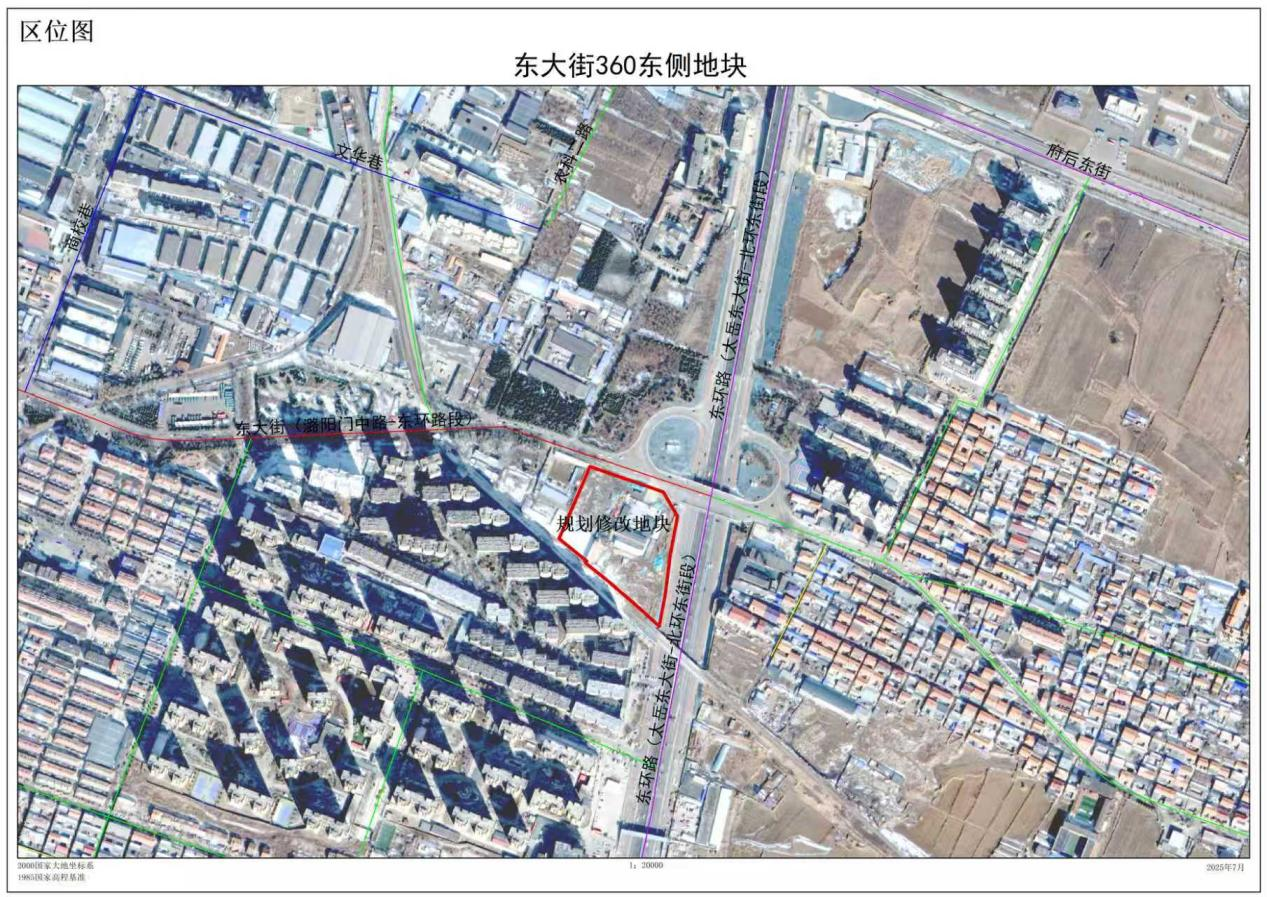 区位图
东大街360东侧地块
文华巷
农科一路
府后东街
商校巷
东环路（太岳东大街-北环东街段）
东大街（潞阳门中路-东环路段）
规划修改地块
东环路（太岳东大街-北环东街段）
2000国家大地坐标系
1：20000
2025年7月
1985国家高程基准